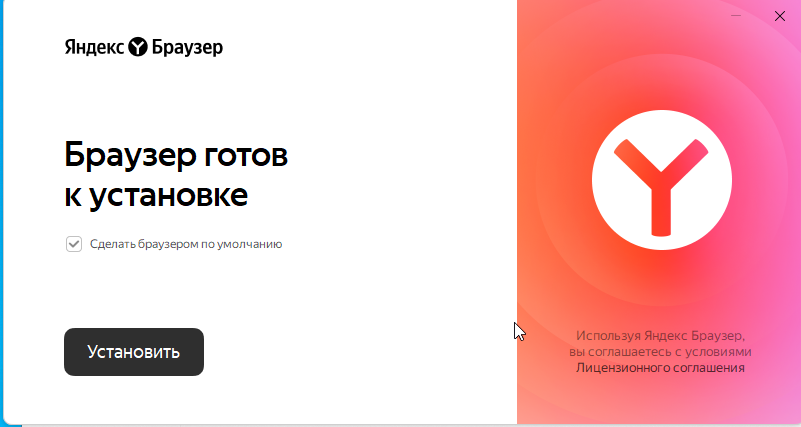 Яндекс Браузер
Браузер готов
к установке
Сделать браузером по умолчанию
Установить
Используя Яндекс Браузер,
вы соглашаетесь с условиями
Лицензионного соглашения